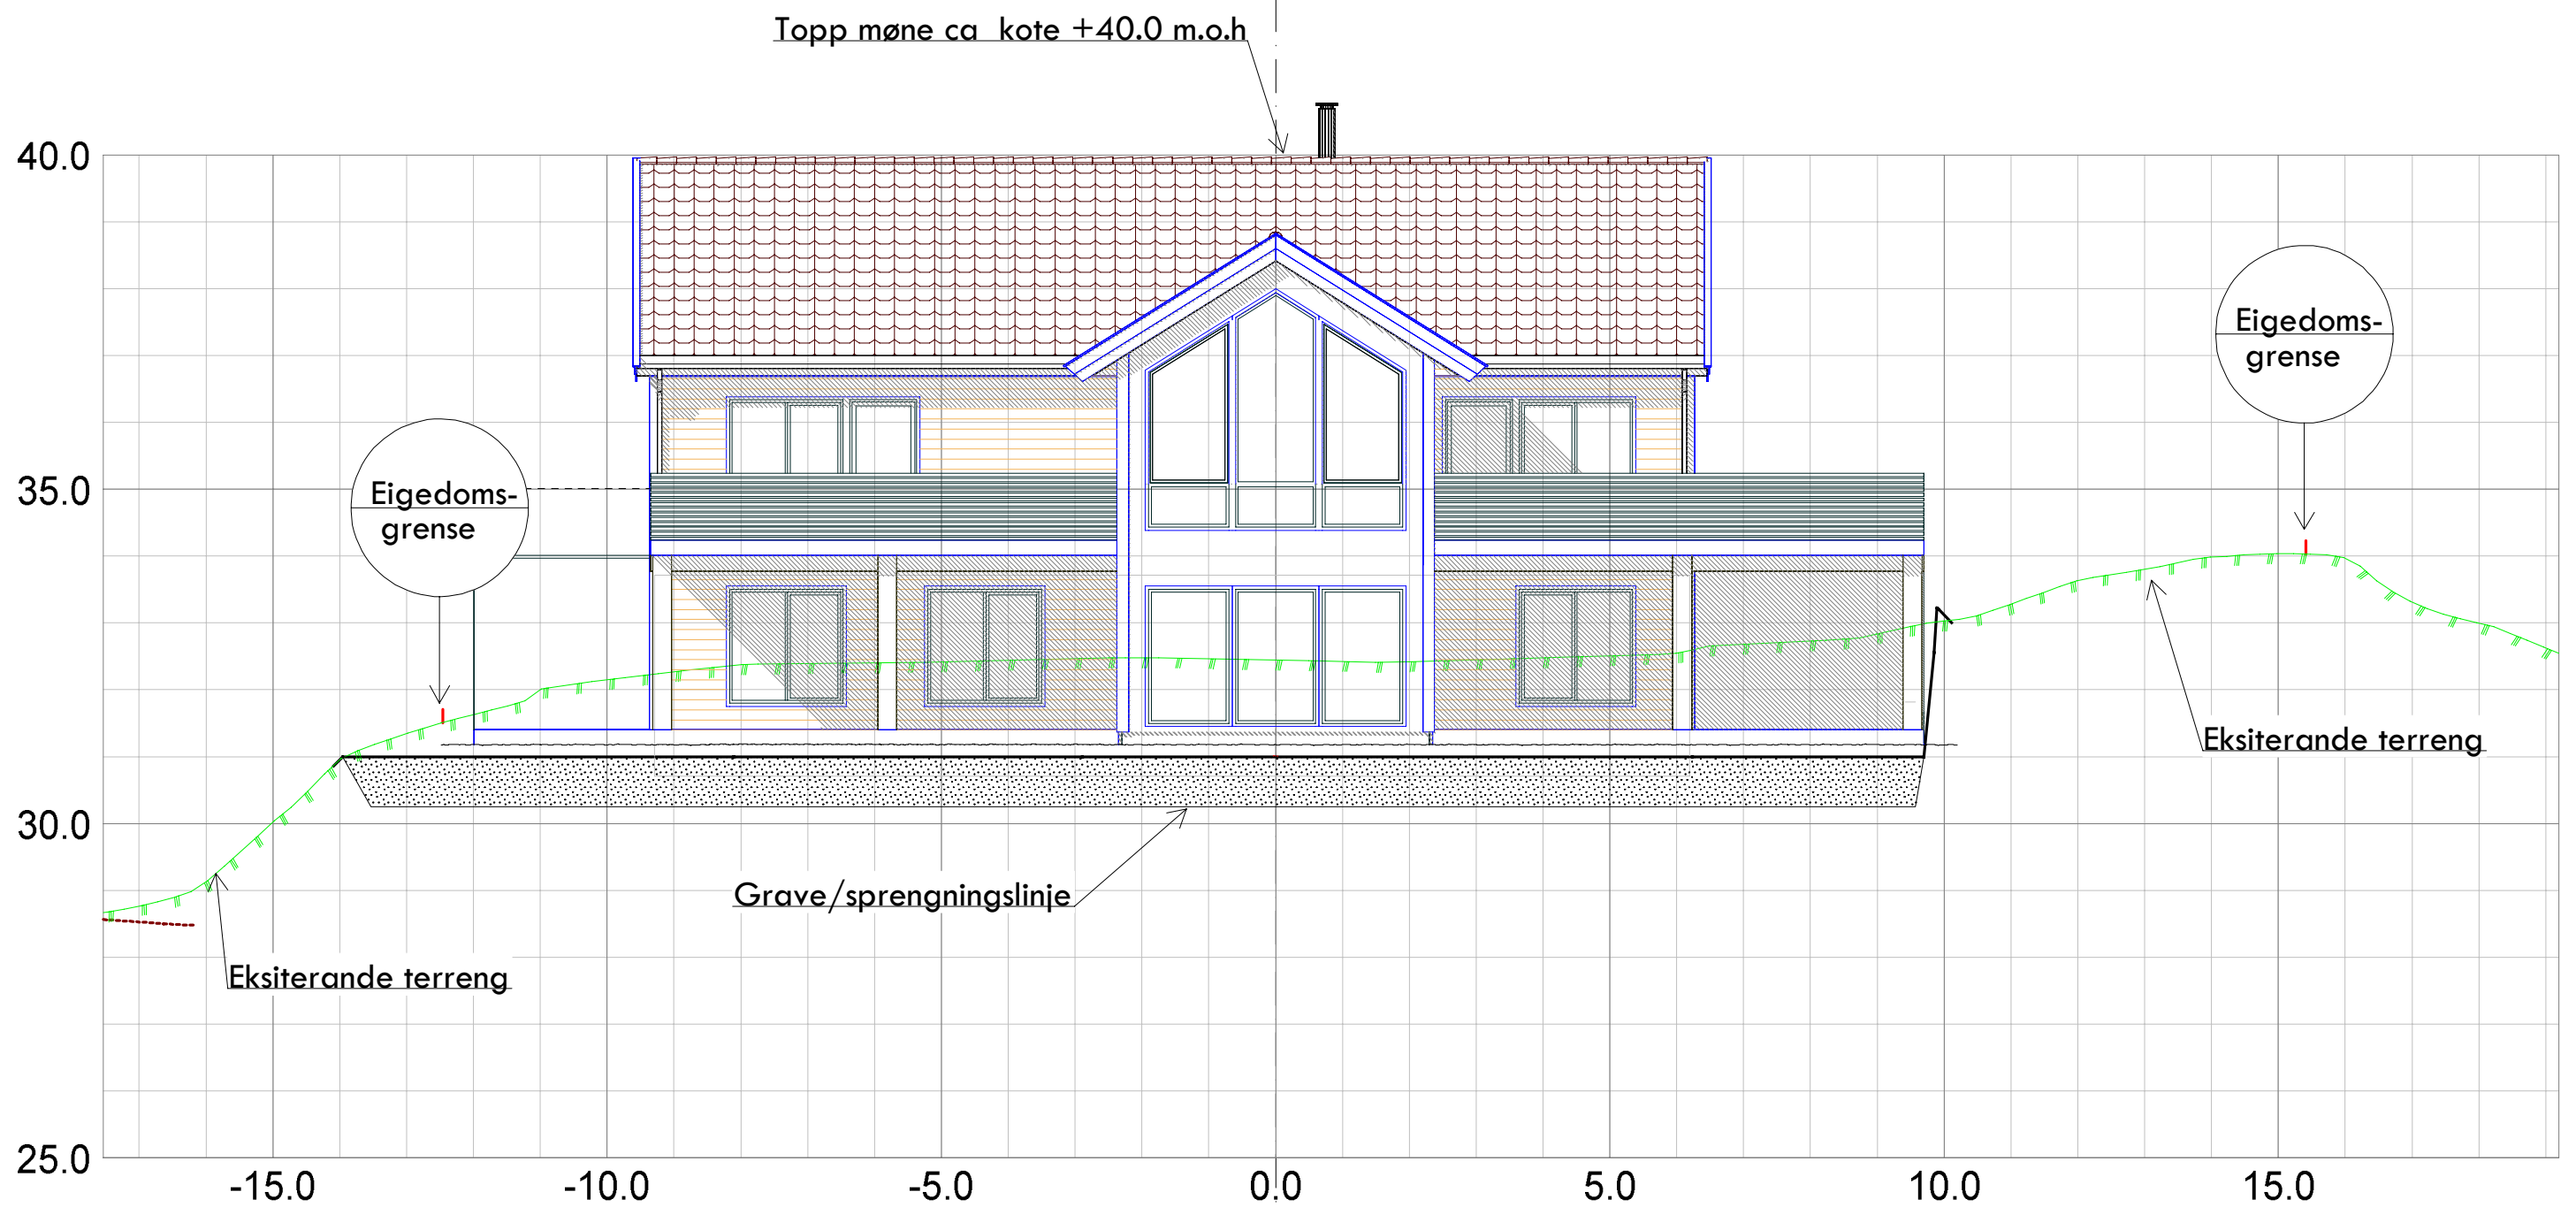 Topp møne ca kote +40.0 m.o.h
40.0
Eigedoms-
grense
35.0
Eigedoms-
grense
Eksiterande terreng
30.0
Grave/sprengningslinje
Eksiterande terreng
25.0
-15.0 -10.0 -5.0 0.0 5.0 10.0 15.0